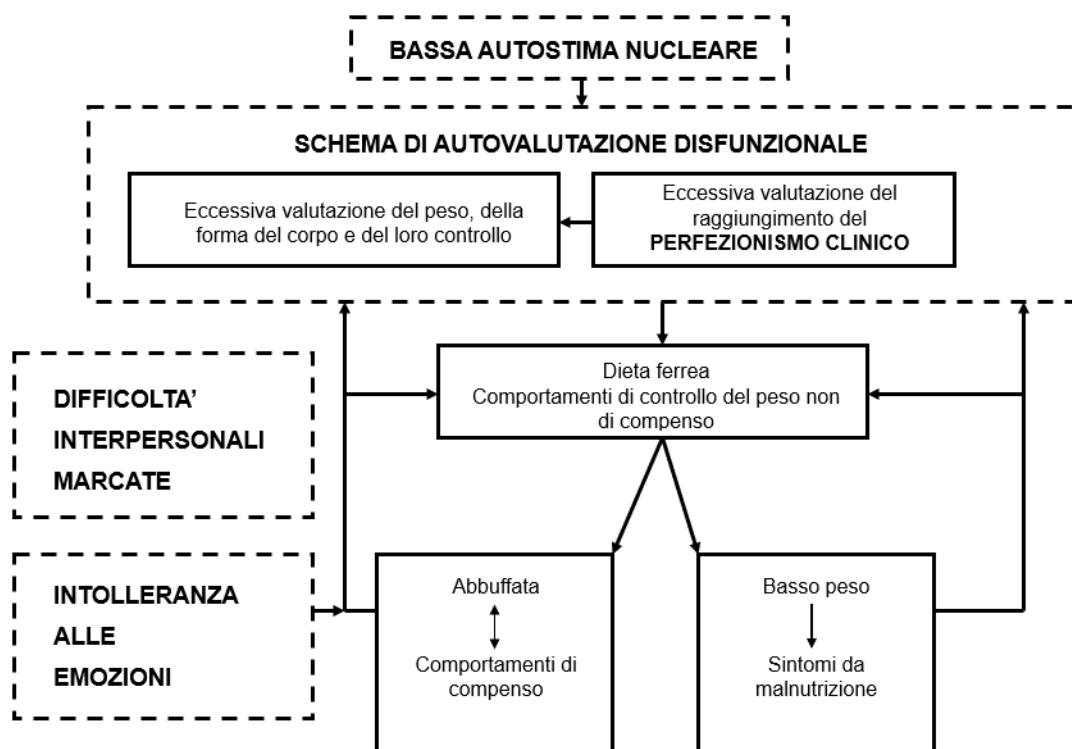 BASSA AUTOSTIMA NUCLEARE
SCHEMA DI AUTOVALUTAZIONE DISFUNZIONALE
Eccessiva valutazione del peso, della
forma del corpo e del loro controllo
Eccessiva valutazione del
raggiungimento del
PERFEZIONISMO CLINICO
Dieta ferrea
Comportamenti di controllo del peso non
di compenso
DIFFICOLTA’
INTERPERSONALI
MARCATE
INTOLLERANZA
ALLE
EMOZIONI
Abbuffata
Comportamenti di
compenso
Basso peso
Sintomi da
malnutrizione